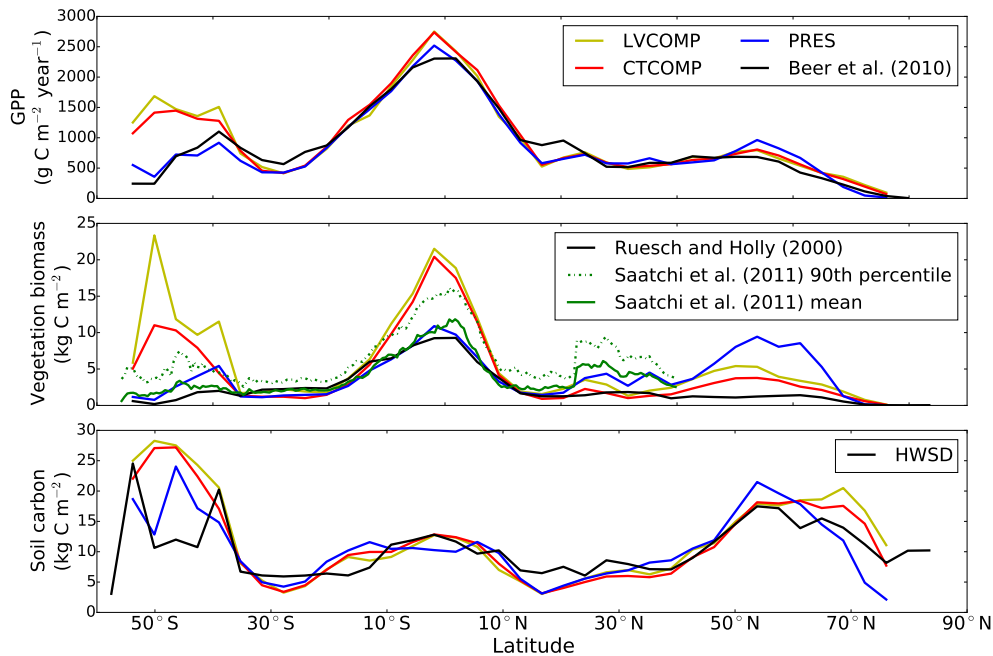 GPP
(g C m−2 year−1)
3000
2500
2000
1500
1000
500
0
LVCOMP
CTCOMP
PRES
Beer et al. (2010)
Vegetation biomass
(kg C m−2)
25
20
15
10
5
0
Ruesch and Holly (2000)
Saatchi et al. (2011) 90th percentile
Saatchi et al. (2011) mean
Soil carbon
(kg C m−2)
30
25
20
15
10
5
0
HWSD
50°S 30°S 10°S 10°N 30°N 50°N 70°N 90°N
Latitude